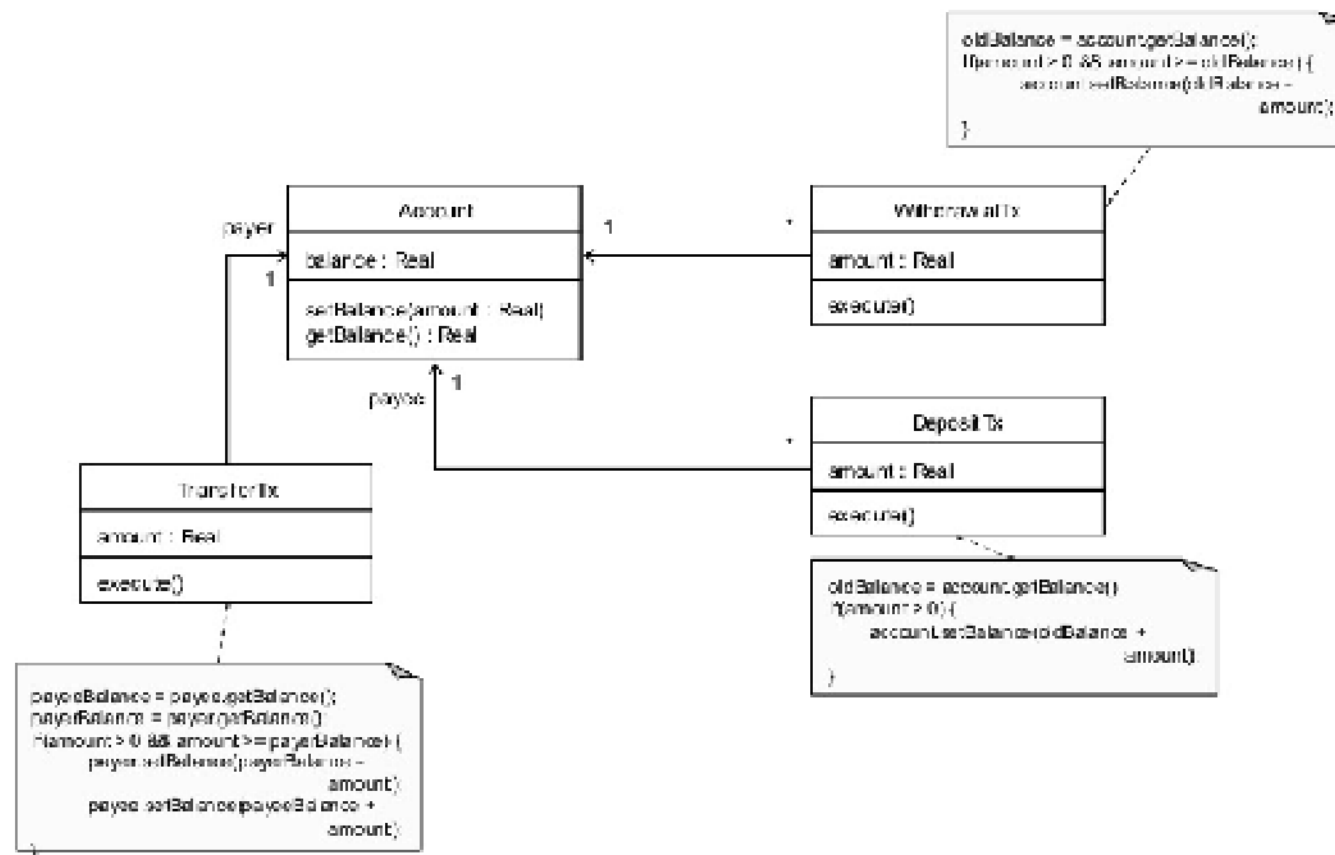 oldBalance = account.getBalance();
if(amount > 0 && amount >= oldBalance) {
account.setBalance(oldBalance -
amount);
}
Account
balance : Real
setBalance(amount : Real)
getBalance() : Real
payer
1
1
*
WithdrawalTx
amount : Real
execute()
payee
1
*
DepositTx
amount : Real
execute()
TransferTx
amount : Real
execute()
oldBalance = account.getBalance()
if(amount > 0) {
account.setBalance(oldBalance +
amount)
}
payeeBalance = payee.getBalance();
payerBalance = payer.getBalance();
if(amount > 0 && amount >= payerBalance) {
payer.setBalance(payerBalance -
amount);
payee.setBalance(payeeBalance +
amount);
}